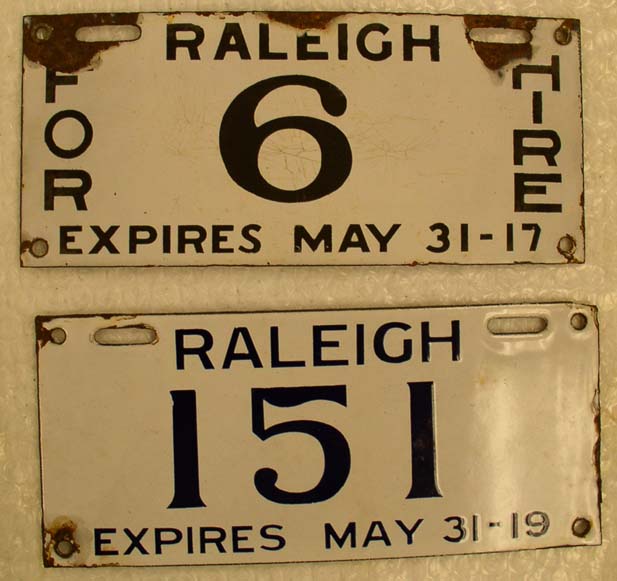 RALEIGH
FOR
6
HIRE
EXPIRES MAY 31-17
RALEIGH
151
EXPIRES MAY 31-19